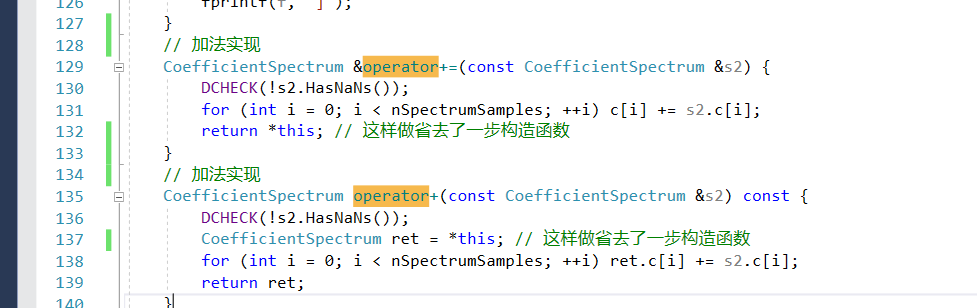 126 fprintf(f, " ] ");
127 }
128 // 加法实现
129 CoefficientSpectrum &operator+=(const CoefficientSpectrum &s2) {
130 DCHECK(!s2.HasNaNs());
131 for (int i = 0; i < nSpectrumSamples; ++i) c[i] += s2.c[i];
132 return *this; // 这样做省去了一步构造函数
133 }
134 // 加法实现
135 CoefficientSpectrum operator+(const CoefficientSpectrum &s2) const {
136 DCHECK(!s2.HasNaNs());
137 CoefficientSpectrum ret = *this; // 这样做省去了一步构造函数
138 for (int i = 0; i < nSpectrumSamples; ++i) ret.c[i] += s2.c[i];
139 return ret;
140 }